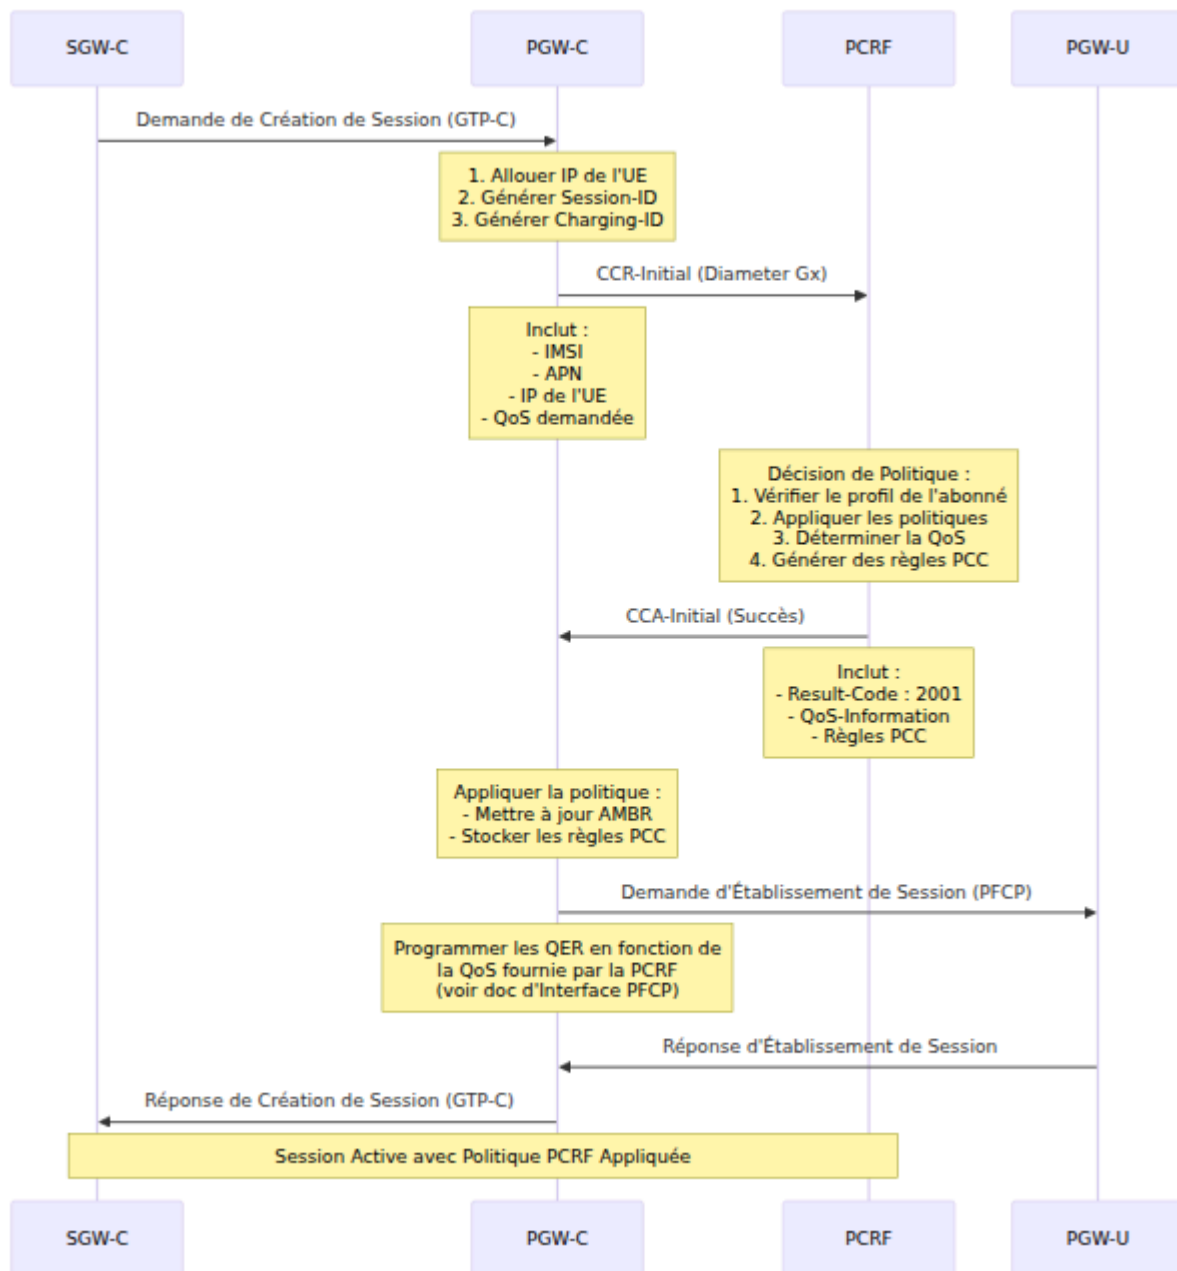 SGW-C
PGW-C
PCRF
PGW-U
Demande de Création de Session (GTP-C)
1. Allouer IP de l'UE
2. Générer Session-ID
3. Générer Charging-ID
CCR-Initial (Diameter Gx)
Inclut :
- IMSI
- APN
- IP de l'UE
- QoS demandée
Décision de Politique :
1. Vérifier le profil de l'abonné
2. Appliquer les politiques
3. Déterminer la QoS
4. Générer des règles PCC
CCA-Initial (Succès)
Inclut :
- Result-Code : 2001
- QoS-Information
- Règles PCC
Appliquer la politique :
- Mettre à jour AMBR
- Stocker les règles PCC
Demande d'Établissement de Session (PFCP)
Programmer les QER en fonction de
la QoS fournie par la PCRF
(voir doc d'Interface PFCP)
Réponse d'Établissement de Session
Réponse de Création de Session (GTP-C)
Session Active avec Politique PCRF Appliquée
SGW-C
PGW-C
PCRF
PGW-U